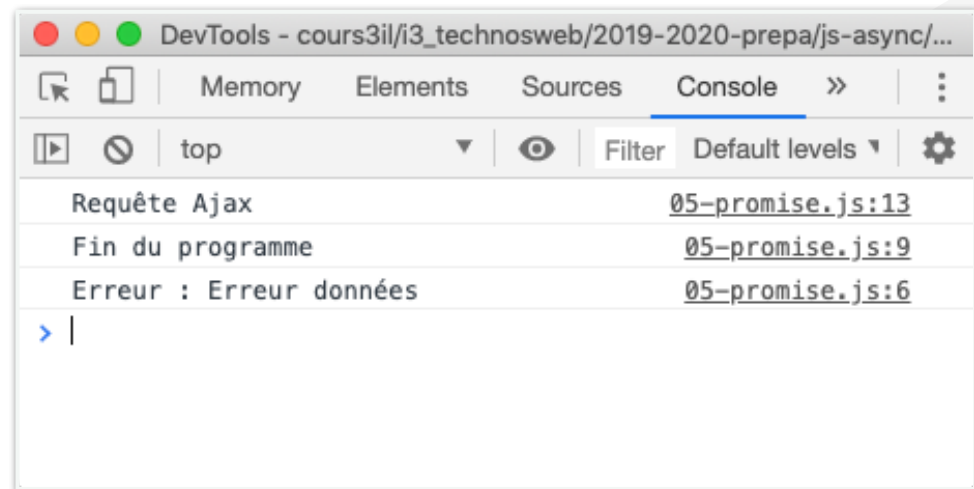 DevTools - cours3il/i3_technosweb/2019-2020-prepa/js-async/...
Memory Elements Sources Console »
top Filter Default levels
Requête Ajax 05-promise.js:13
Fin du programme 05-promise.js:9
Erreur : Erreur données 05-promise.js:6
>